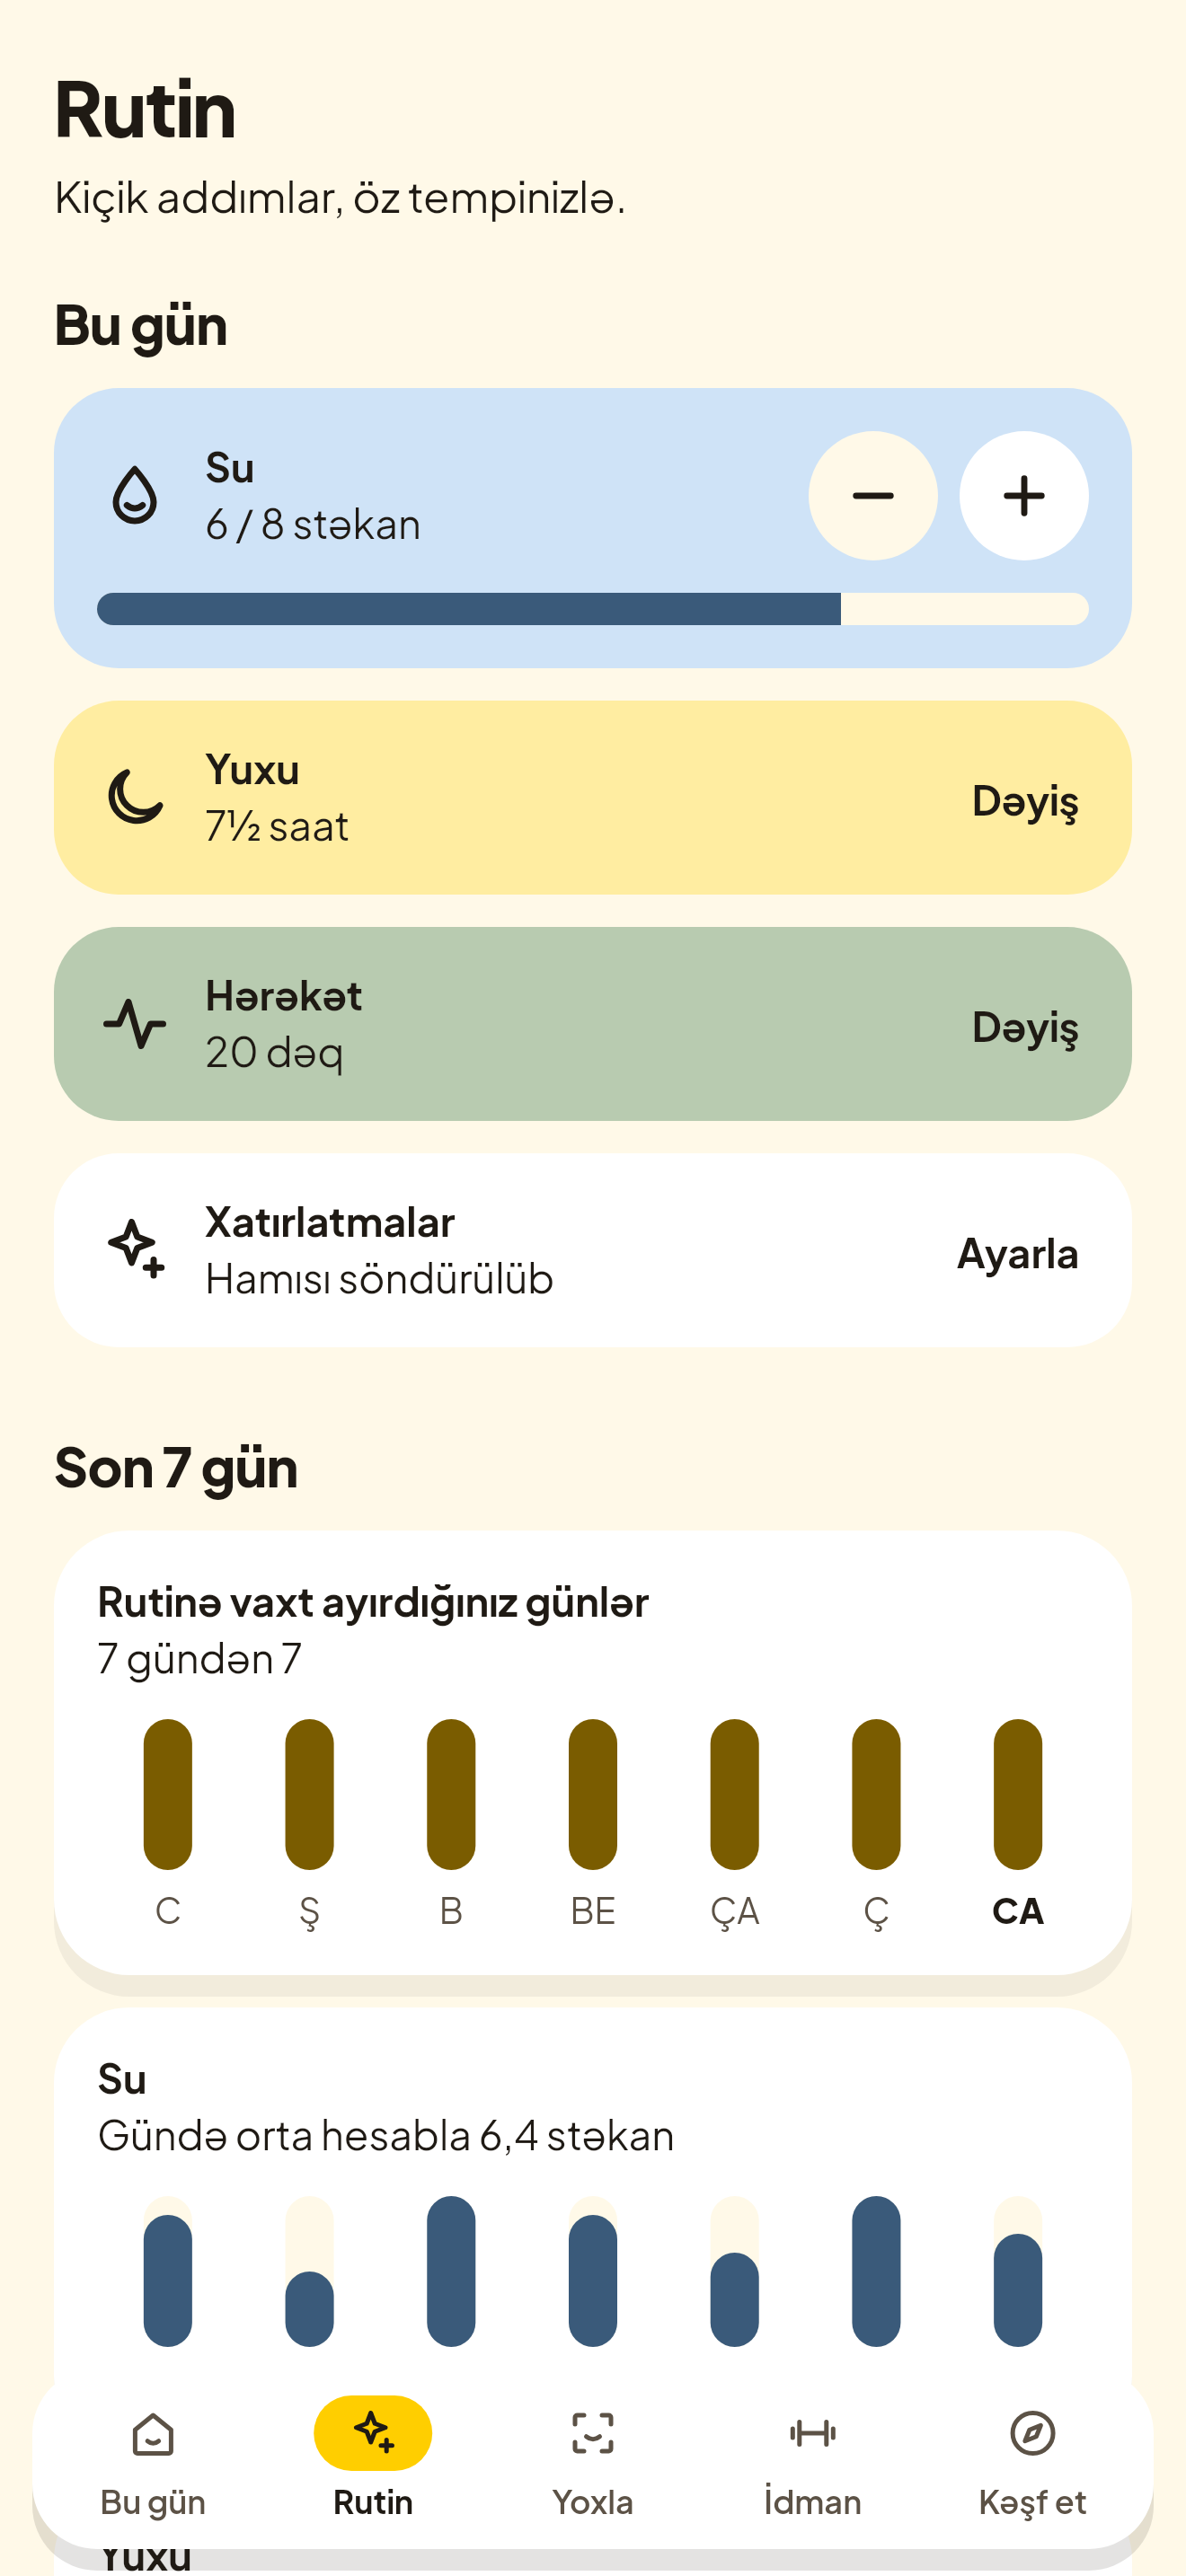 Rutin
Kiçik addımlar, öz tempinizlə.
Bu gün
Su
6 / 8 stəkan
Yuxu
7½ saat
Dəyiş
Hərəkət
20 dəq
Dəyiş
Xatırlatmalar
Hamısı söndürülüb
Ayarla
Son 7 gün
Rutinə vaxt ayırdığınız günlər
7 gündən 7
C Ş B BE ÇA Ç CA
Su
Gündə orta hesabla 6,4 stəkan
Bu gün Rutin Yoxla İdman Kəşf et
Yuxu